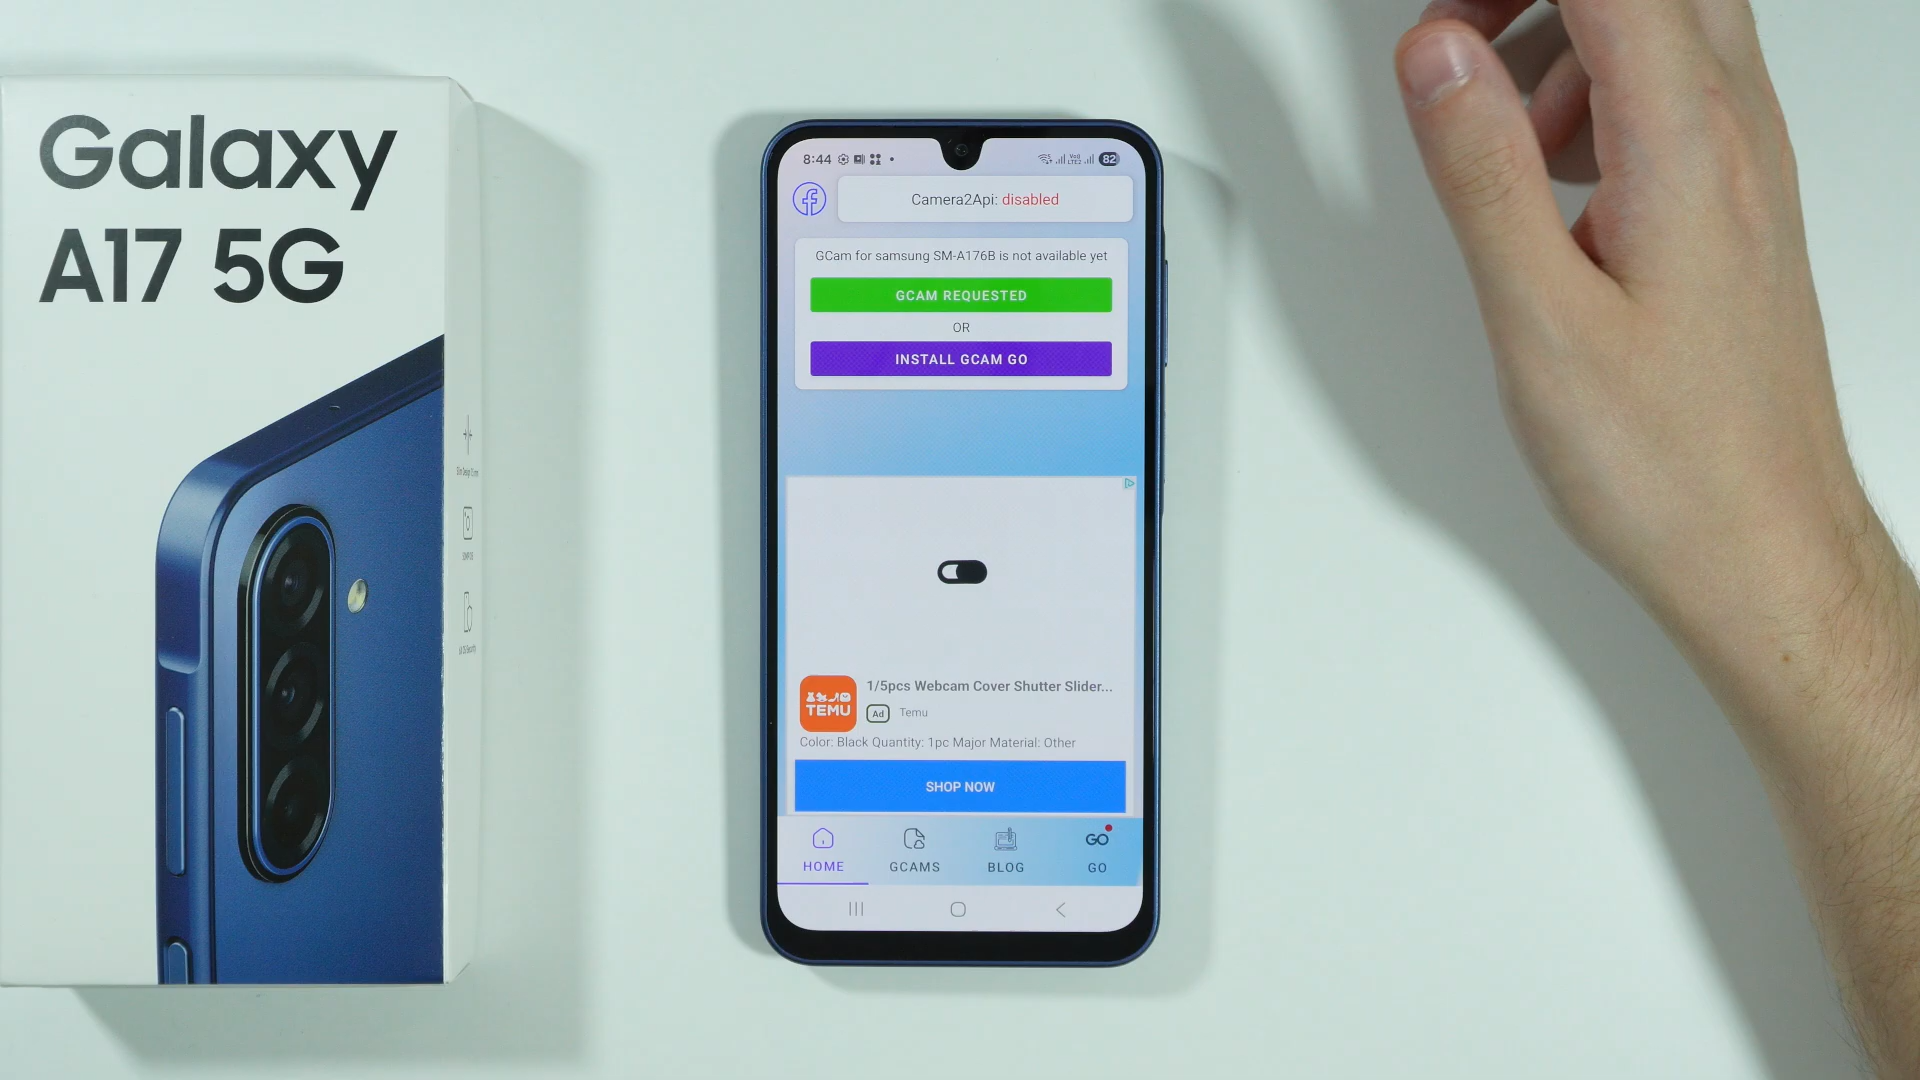 Galaxy
A17 5G
8:44
82
Camera2Api: disabled
GCam for samsung SM-A176B is not available yet
GCAM REQUESTED
OR
INSTALL GCAM GO
TEMU
1/5pcs Webcam Cover Shutter Slider...
Ad Temu
Color: Black Quantity: 1pc Major Material: Other
SHOP NOW
GO
HOME GCAMS BLOG GO